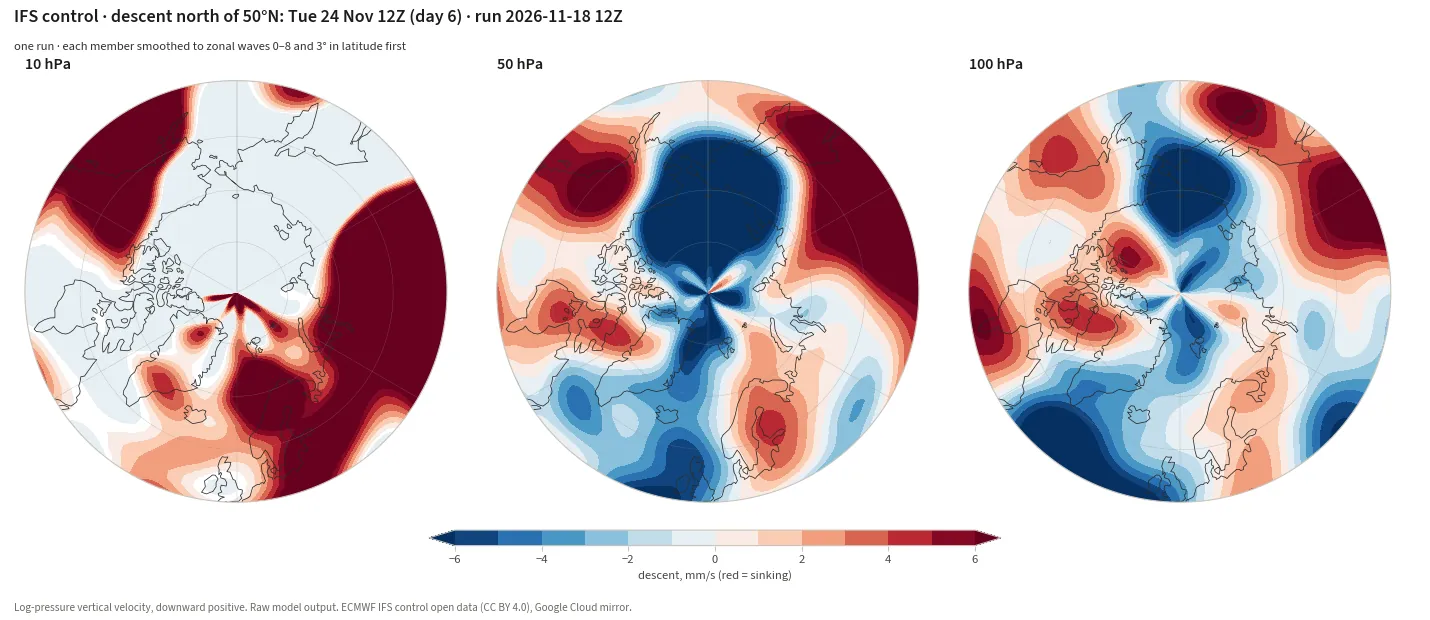 IFS control · descent north of 50°N: Tue 24 Nov 12Z (day 6) · run 2026-11-18 12Z
one run · each member smoothed to zonal waves 0–8 and 3° in latitude first
10 hPa
50 hPa
100 hPa
−6 −4 −2 0 2 4 6
descent, mm/s (red = sinking)
Log-pressure vertical velocity, downward positive. Raw model output. ECMWF IFS control open data (CC BY 4.0), Google Cloud mirror.